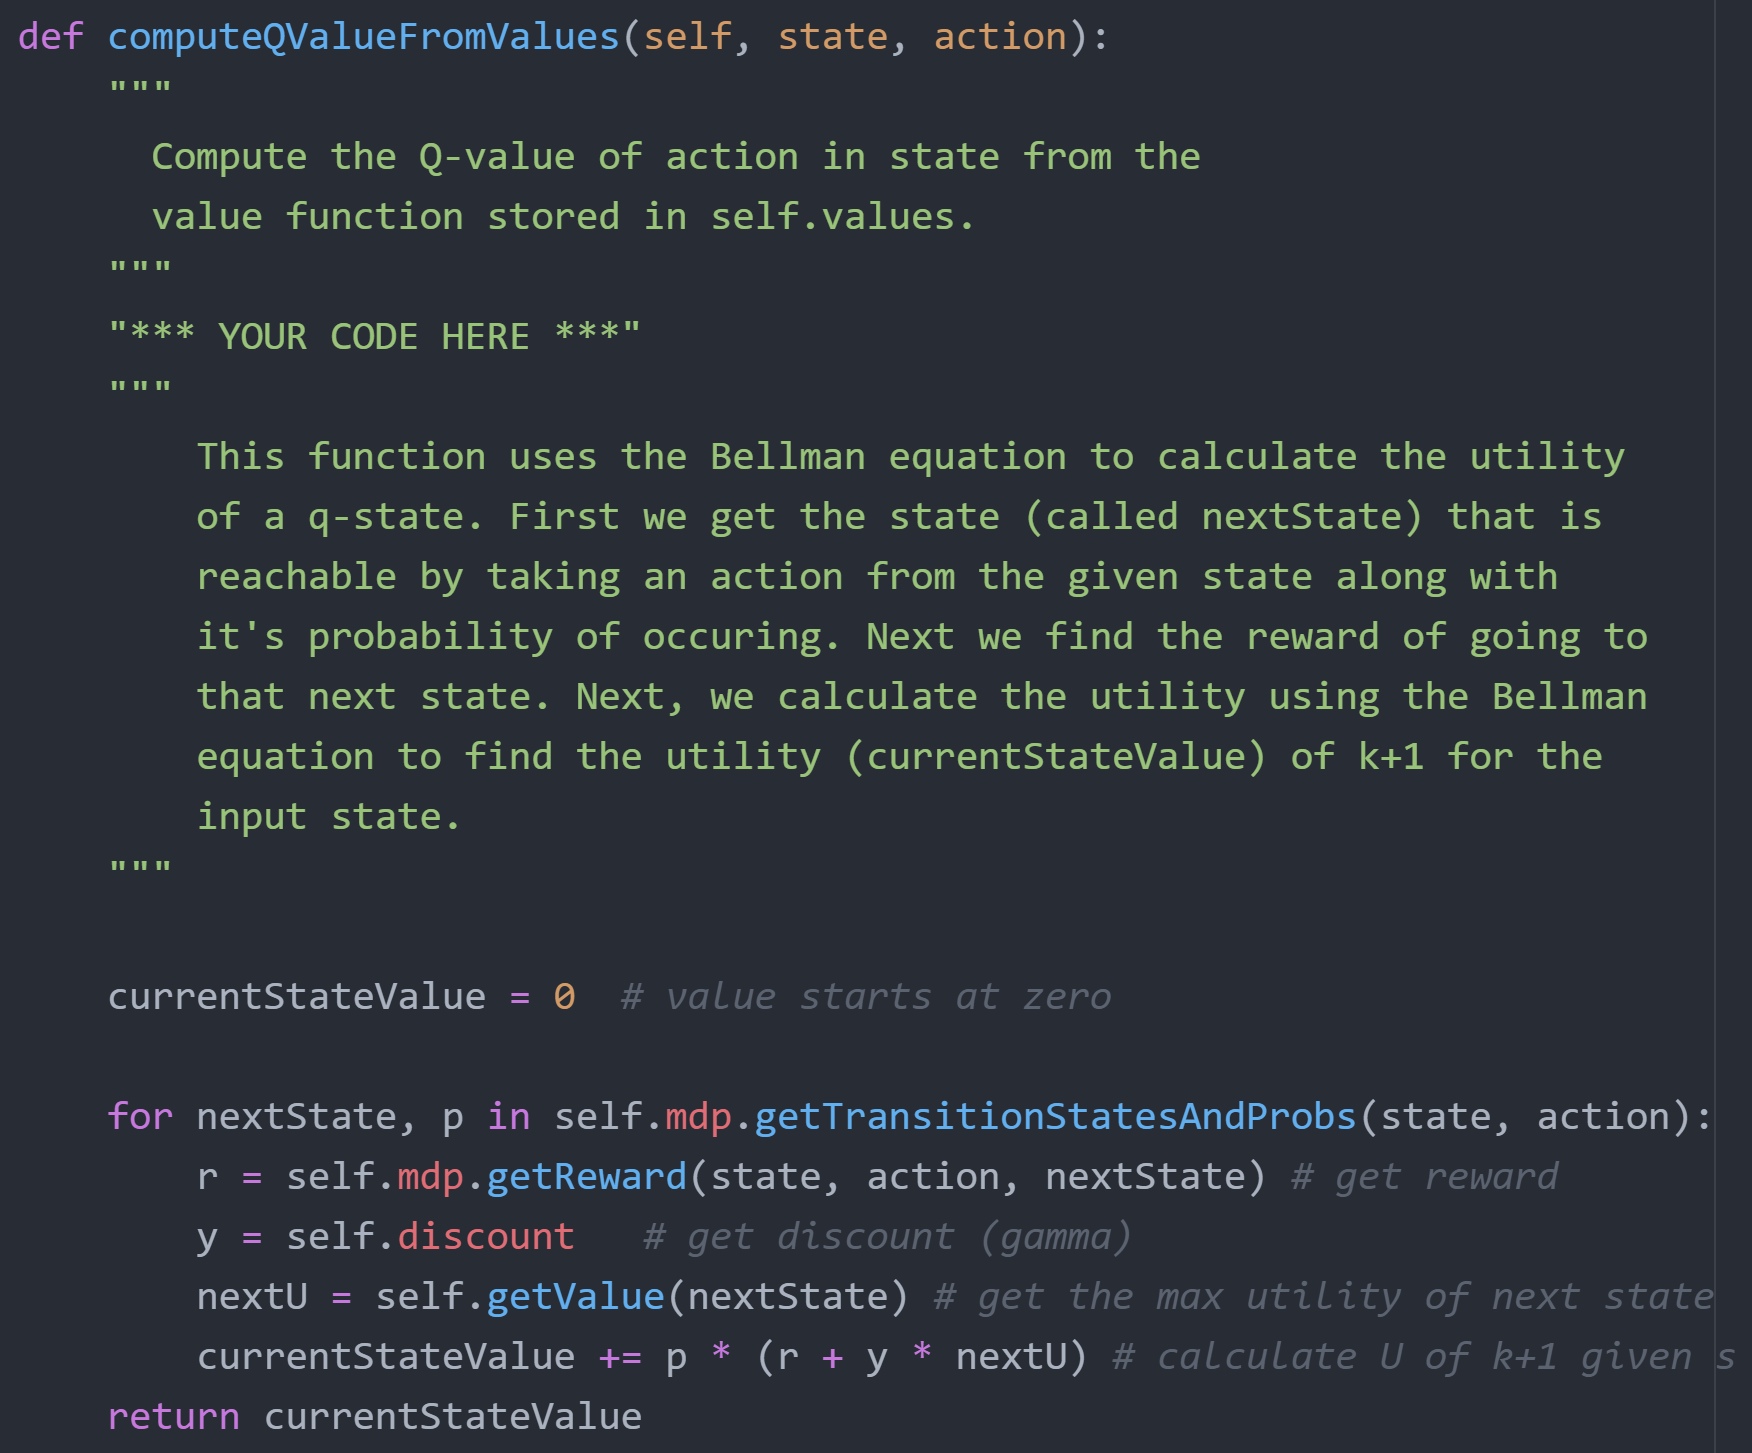 def computeQValueFromValues(self, state, action):
"""
Compute the Q-value of action in state from the
value function stored in self.values.
"""
"*** YOUR CODE HERE ***"
"""
This function uses the Bellman equation to calculate the utility
of a q-state. First we get the state (called nextState) that is
reachable by taking an action from the given state along with
it's probability of occuring. Next we find the reward of going to
that next state. Next, we calculate the utility using the Bellman
equation to find the utility (currentStateValue) of k+1 for the
input state.
"""
currentStateValue = 0  # value starts at zero
for nextState, p in self.mdp.getTransitionStatesAndProbs(state, action):
r = self.mdp.getReward(state, action, nextState) # get reward
y = self.discount   # get discount (gamma)
nextU = self.getValue(nextState) # get the max utility of next state
currentStateValue += p * (r + y * nextU) # calculate U of k+1 given s
return currentStateValue